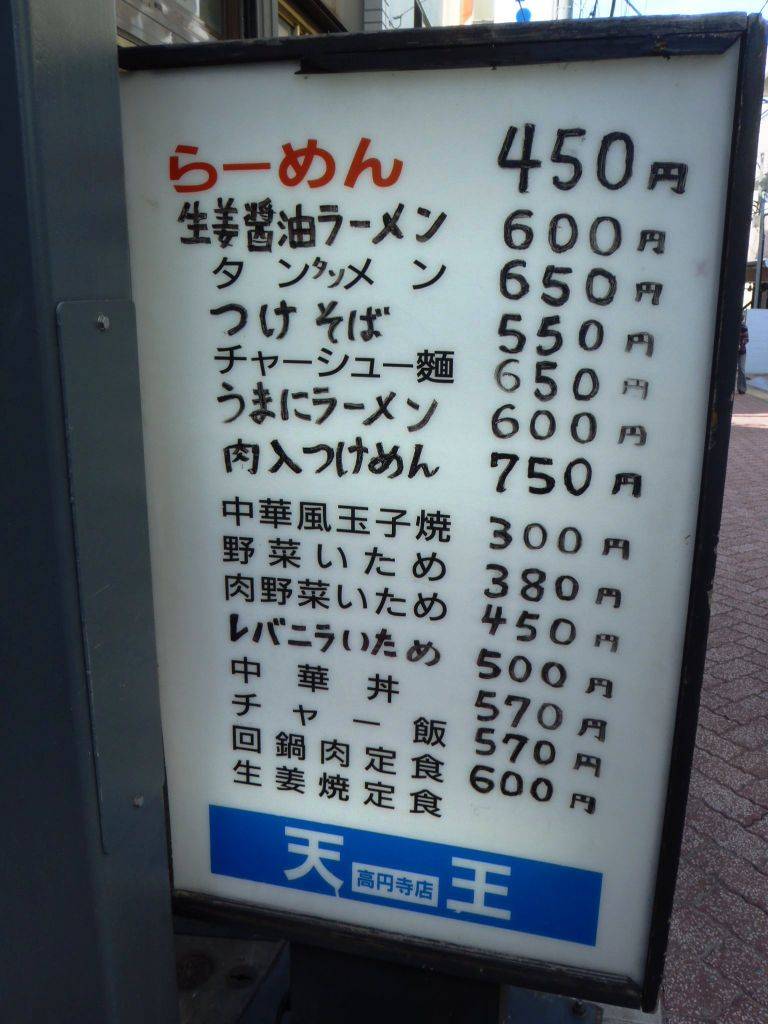 らーめん 450円
生姜醤油ラーメン 600円
タンタンメン 650円
つけそば 550円
チャーシュー麺 650円
うまにラーメン 600円
肉入つけめん 750円
中華風玉子焼 300円
野菜いため 380円
肉野菜いため 450円
レバニラいため 500円
中華丼 570円
チャー飯 570円
回鍋肉定食 600円
生姜焼定食
天王 高円寺店